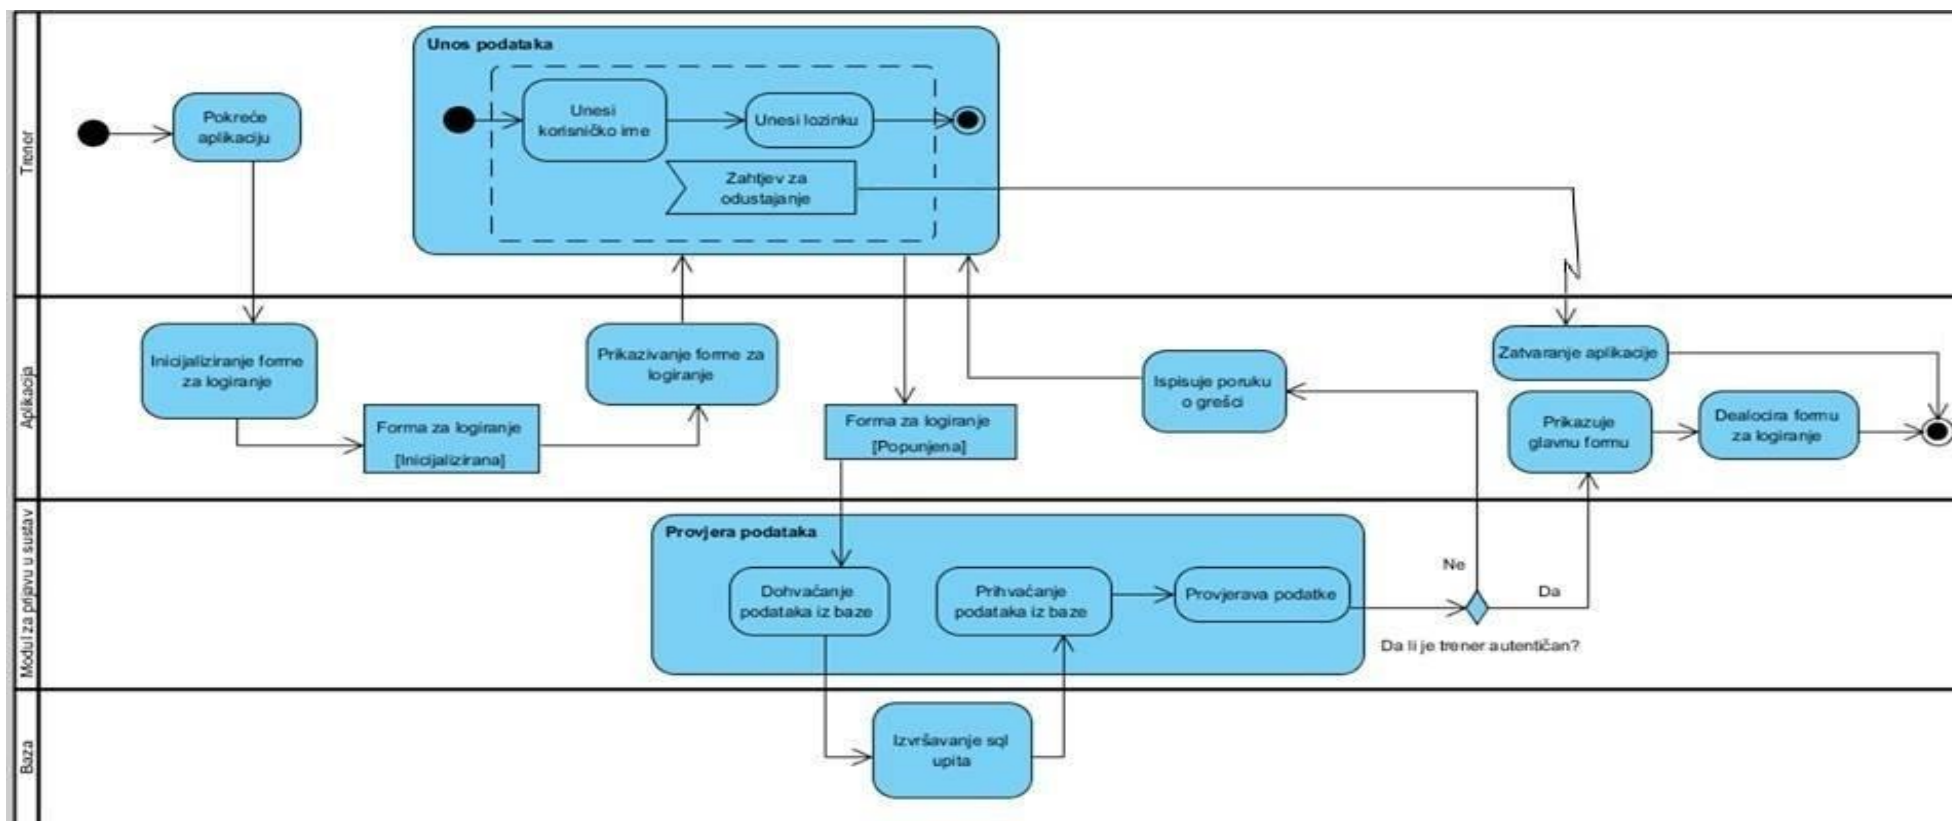 Trener
Unos podataka
Pokreće
aplikaciju
Unesi
korisničko ime
Unesi lozinku
Zahtjev za
odustajanje
Aplikacija
Inicijaliziranje forme
za logiranje
Forma za logiranje
[Inicijalizirana]
Prikazivanje forme za
logiranje
Forma za logiranje
[Popunjena]
Ispisuje poruku
o grešci
Zatvaranje aplikacije
Prikazuje
glavnu formu
Dealocira formu
za logiranje
Modul za prijavu u sustav
Provjera podataka
Dohvaćanje
podataka iz baze
Prihvaćanje
podataka iz baze
Provjerava podatke
Ne
Da
Da li je trener autentičan?
Baza
Izvršavanje sql
upita